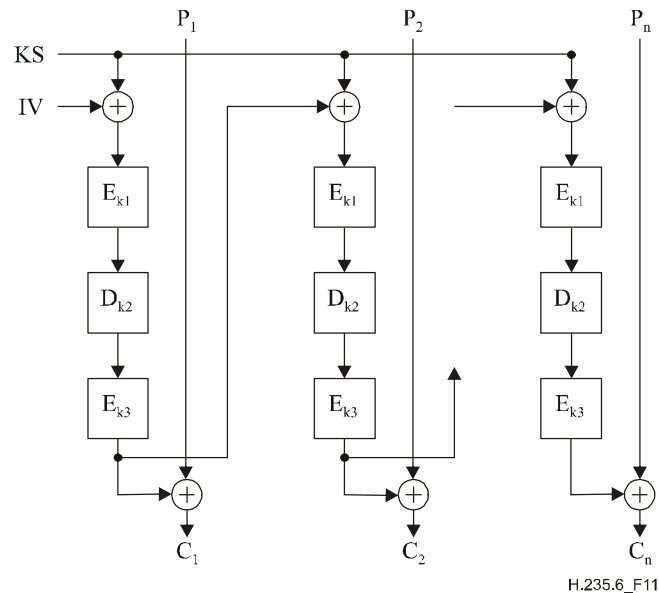 P1 P2 Pn
KS
IV
Ek1 Ek1 Ek1
Dk2 Dk2 Dk2
Ek3 Ek3 Ek3
C1 C2 Cn
H.235.6_F11